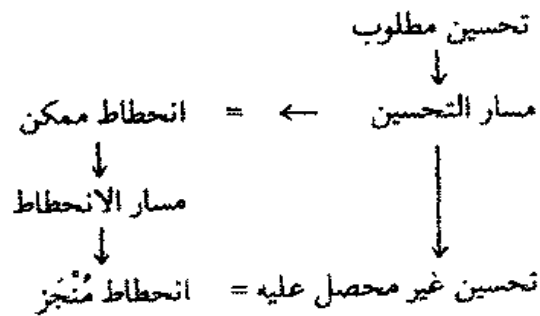 تحسين مطلوب
↓
مسار التحسين ← = انحطاط ممكن
↓
مسار الانحطاط
↓ ↓
تحسين غير محصل عليه = انحطاط مُنْجَز